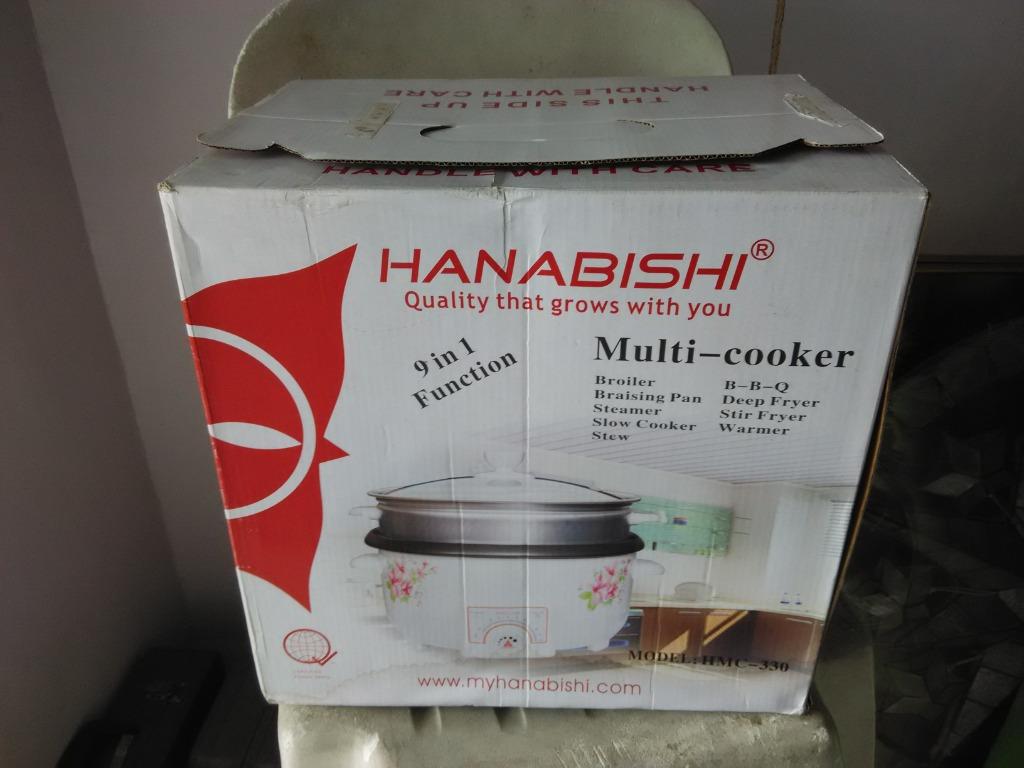 THIS SIDE UP
HANDLE WITH CARE
HANDLE WITH CARE
HANABISHI®
Quality that grows with you
9 in 1
Function
Multi-cooker
Broiler
Braising Pan
Steamer
Slow Cooker
Stew
B-B-Q
Deep Fryer
Stir Fryer
Warmer
MODEL: HMC-330
www.myhanabishi.com